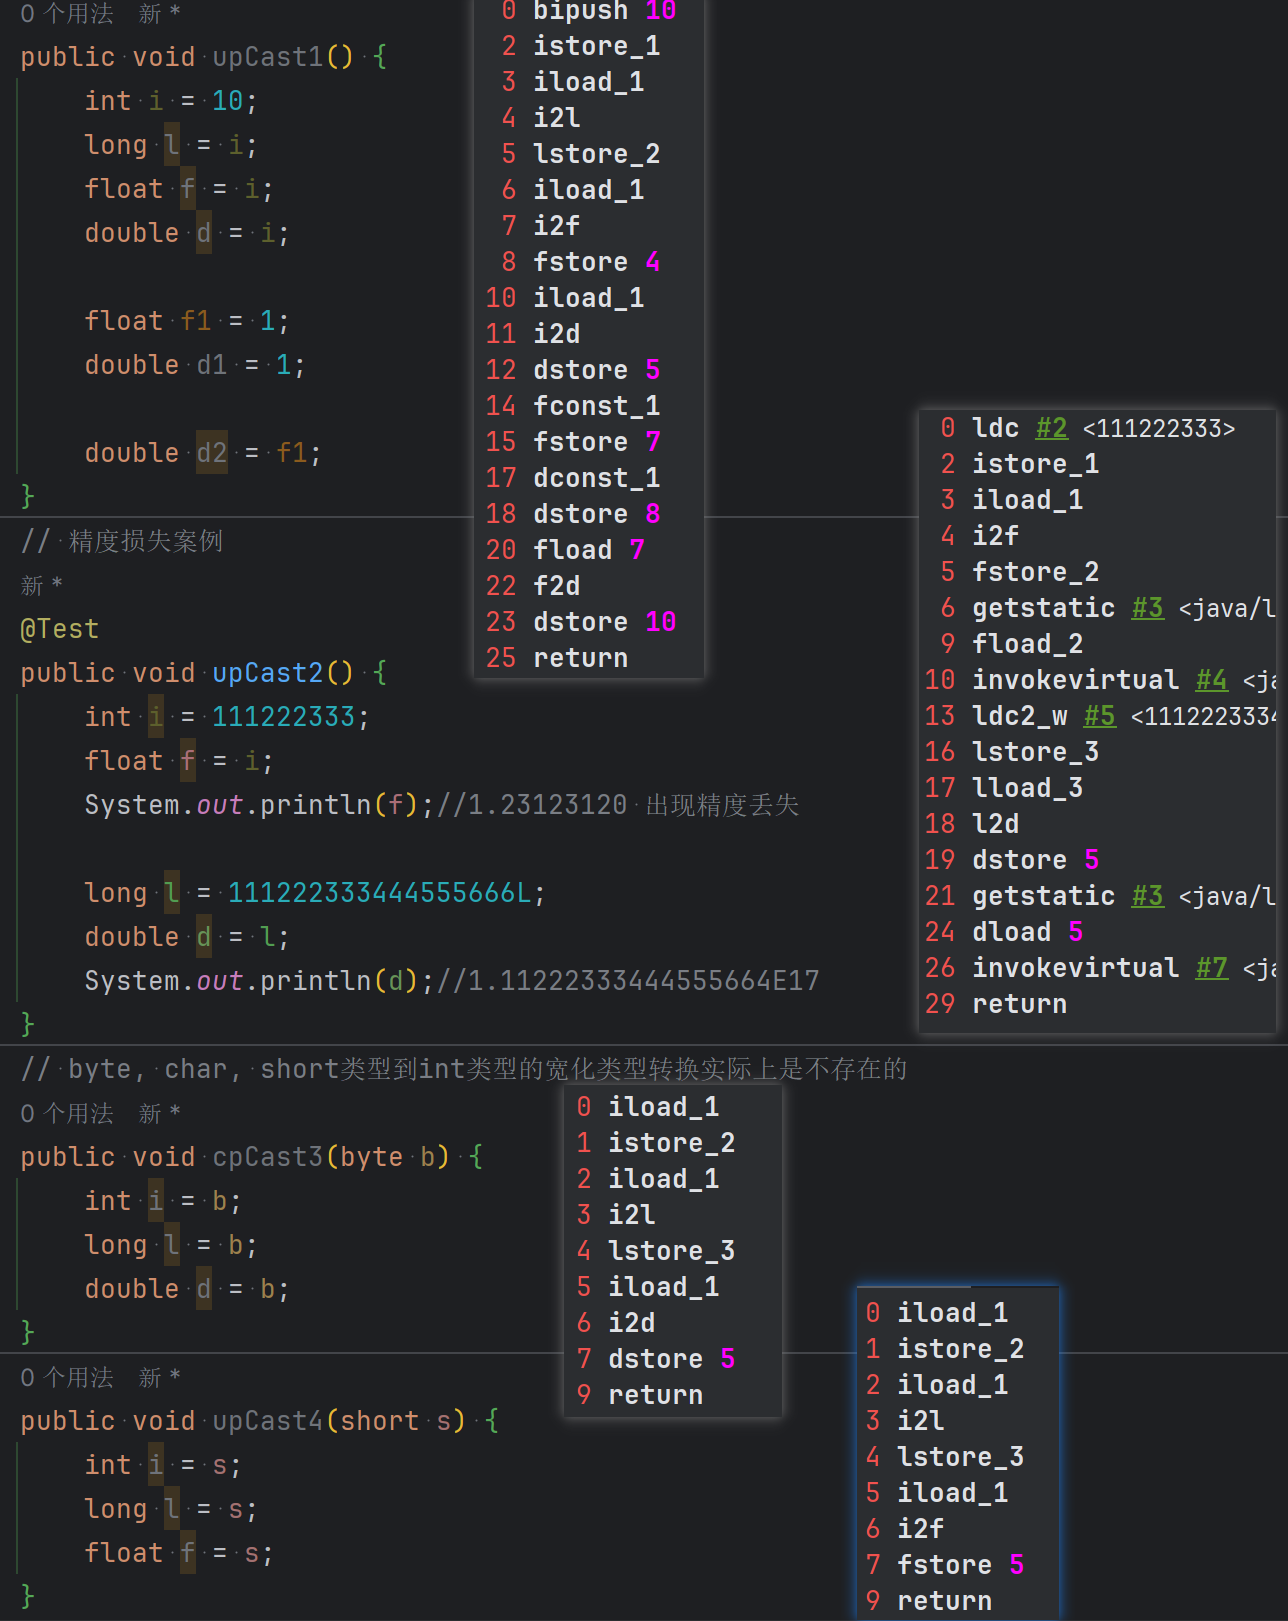 0 个用法 新 *
public void upCast1() {
int i = 10;
long l = i;
float f = i;
double d = i;
float f1 = 1;
double d1 = 1;
double d2 = f1;
}
0 bipush 10
2 istore_1
3 iload_1
4 i2l
5 lstore_2
6 iload_1
7 i2f
8 fstore 4
10 iload_1
11 i2d
12 dstore 5
14 fconst_1
15 fstore 7
17 dconst_1
18 dstore 8
20 fload 7
22 f2d
23 dstore 10
25 return
// 精度损失案例
新 *
@Test
public void upCast2() {
int i = 111222333;
float f = i;
System.out.println(f);//1.23123120 出现精度丢失
long l = 111222333444555666L;
double d = l;
System.out.println(d);//1.11222333444555664E17
}
0 ldc #2 <111222333>
2 istore_1
3 iload_1
4 i2f
5 fstore_2
6 getstatic #3 <java/l
9 fload_2
10 invokevirtual #4 <ja
13 ldc2_w #5 <1112223334
16 lstore_3
17 lload_3
18 l2d
19 dstore 5
21 getstatic #3 <java/l
24 dload 5
26 invokevirtual #7 <ja
29 return
// byte, char, short类型到int类型的宽化类型转换实际上是不存在的
0 个用法 新 *
public void cpCast3(byte b) {
int i = b;
long l = b;
double d = b;
}
0 iload_1
1 istore_2
2 iload_1
3 i2l
4 lstore_3
5 iload_1
6 i2d
7 dstore 5
9 return
0 个用法 新 *
public void upCast4(short s) {
int i = s;
long l = s;
float f = s;
}
0 iload_1
1 istore_2
2 iload_1
3 i2l
4 lstore_3
5 iload_1
6 i2f
7 fstore 5
9 return